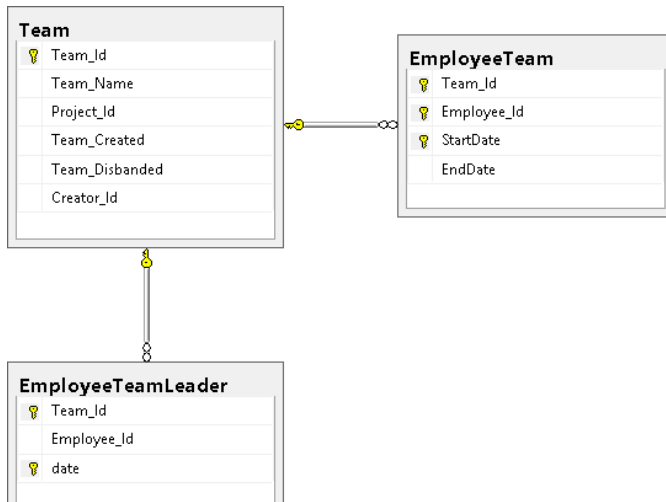 Team
Team_Id
Team_Name
Project_Id
Team_Created
Team_Disbanded
Creator_Id
EmployeeTeam
Team_Id
Employee_Id
StartDate
EndDate
EmployeeTeamLeader
Team_Id
Employee_Id
date